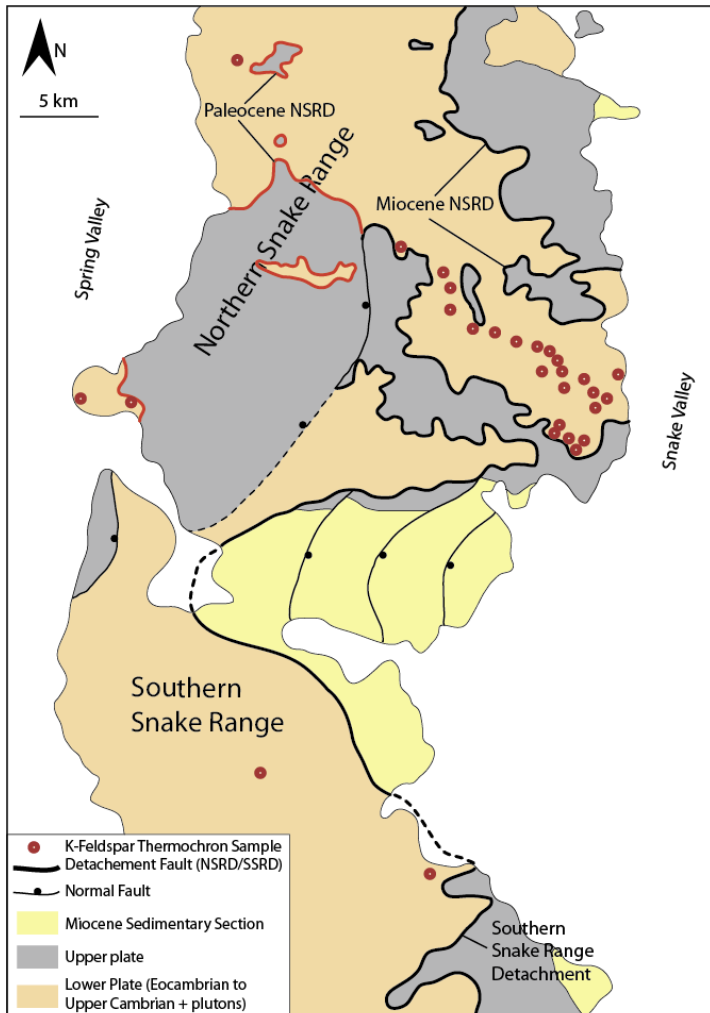 N
5 km
Paleocene NSRD
Northern Snake Range
Miocene NSRD
Spring Valley
Snake Valley
Southern
Snake Range
K-Feldspar Thermochron Sample
Detachement Fault (NSRD/SSRD)
Normal Fault
Miocene Sedimentary Section
Upper plate
Lower Plate (Eocambrian to
Upper Cambrian + plutons)
Southern
Snake Range
Detachment